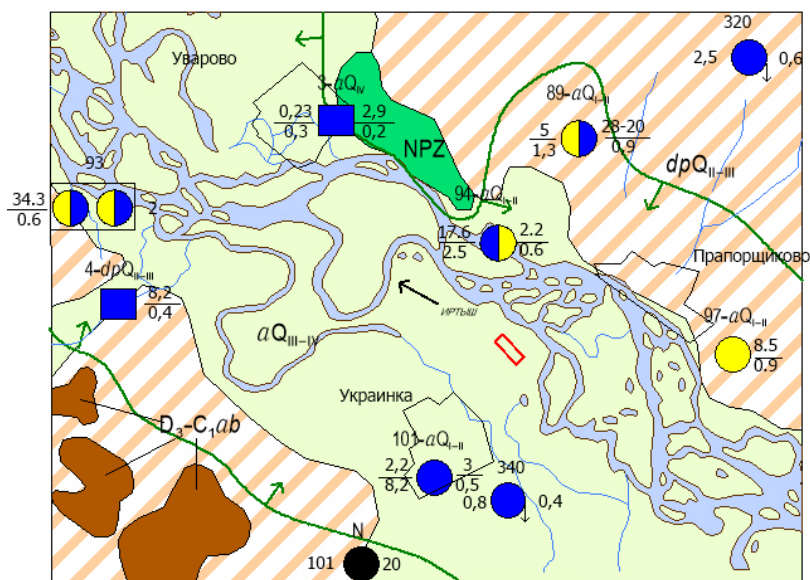 320
Уварово
2,5 0,6
3-aQIV
89-aQI-II
0,23 2,9
0,3 0,2
5 28-20
1,3 0,9
NPZ
93
dpQII-III
94-aQI-II
34.3
0.6
2
17.6 2.2
2.5 0.6
4-dpQII-III
Прапорщиково
8,2
0,4
ИРТЫШ
97-aQI-II
aQIII-IV
8.5
0.9
Украинка
D3-C1ab
101-aQI-II
2,2 3
8,2 0,5
340
0,8 0,4
N
101 20